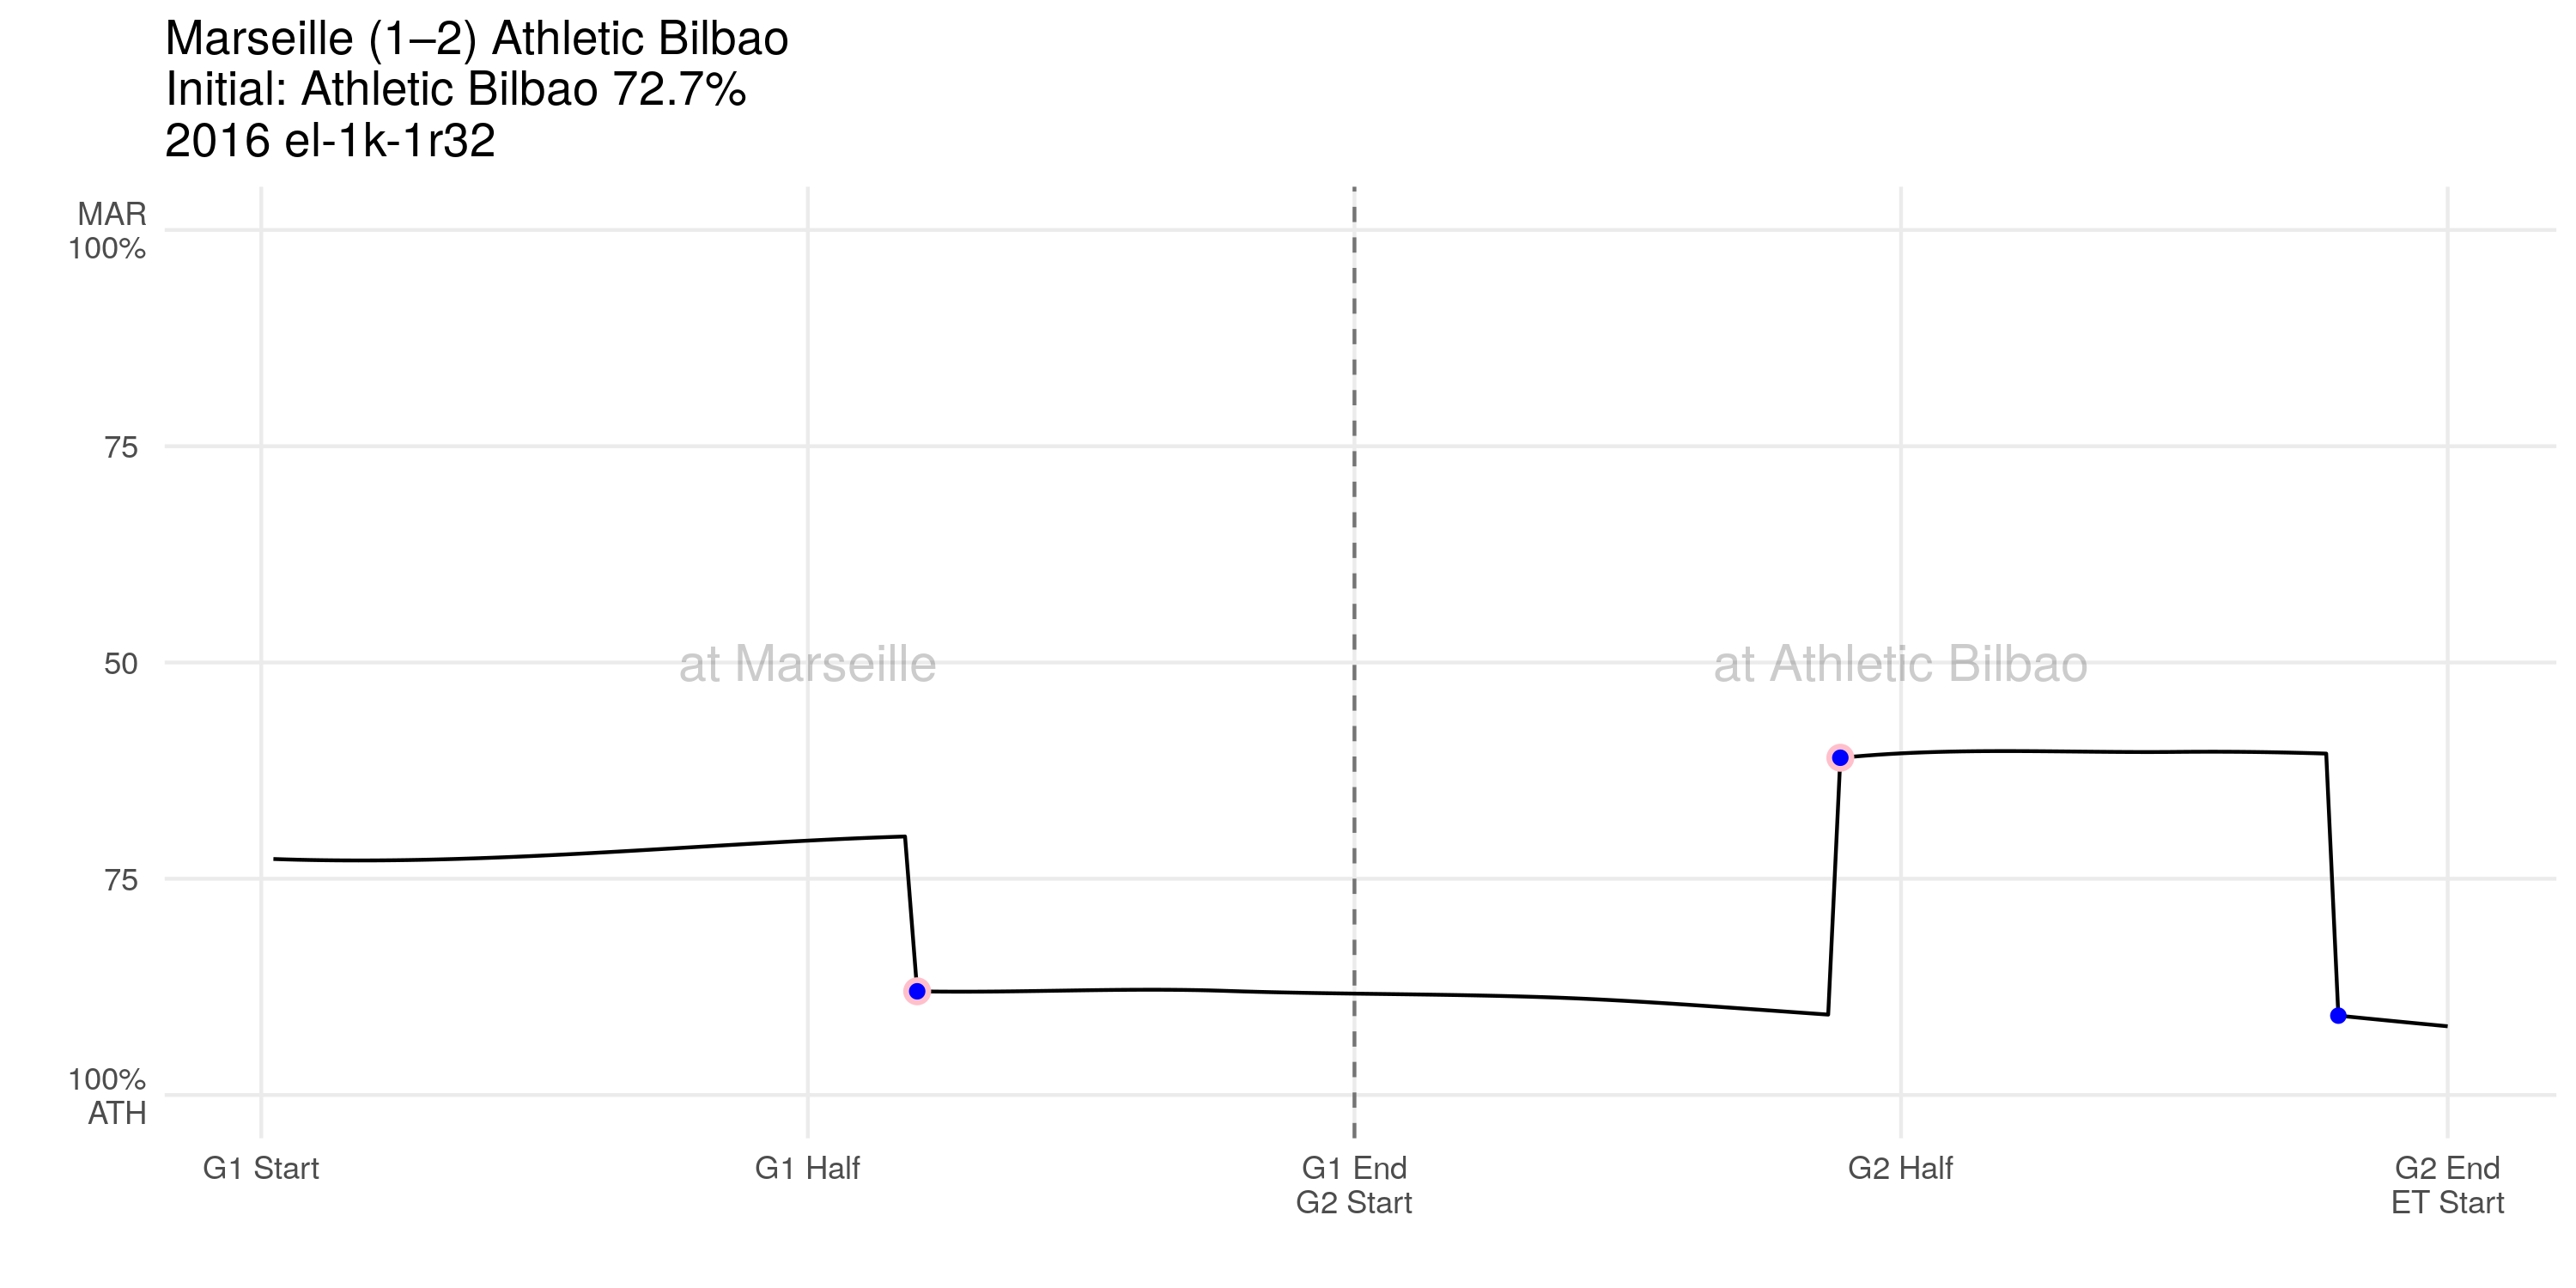 Marseille (1–2) Athletic Bilbao
Initial: Athletic Bilbao 72.7%
2016 el-1k-1r32
MAR
100%
75
50
75
100%
ATH
at Marseille
at Athletic Bilbao
G1 Start
G1 Half
G1 End
G2 Start
G2 Half
G2 End
ET Start